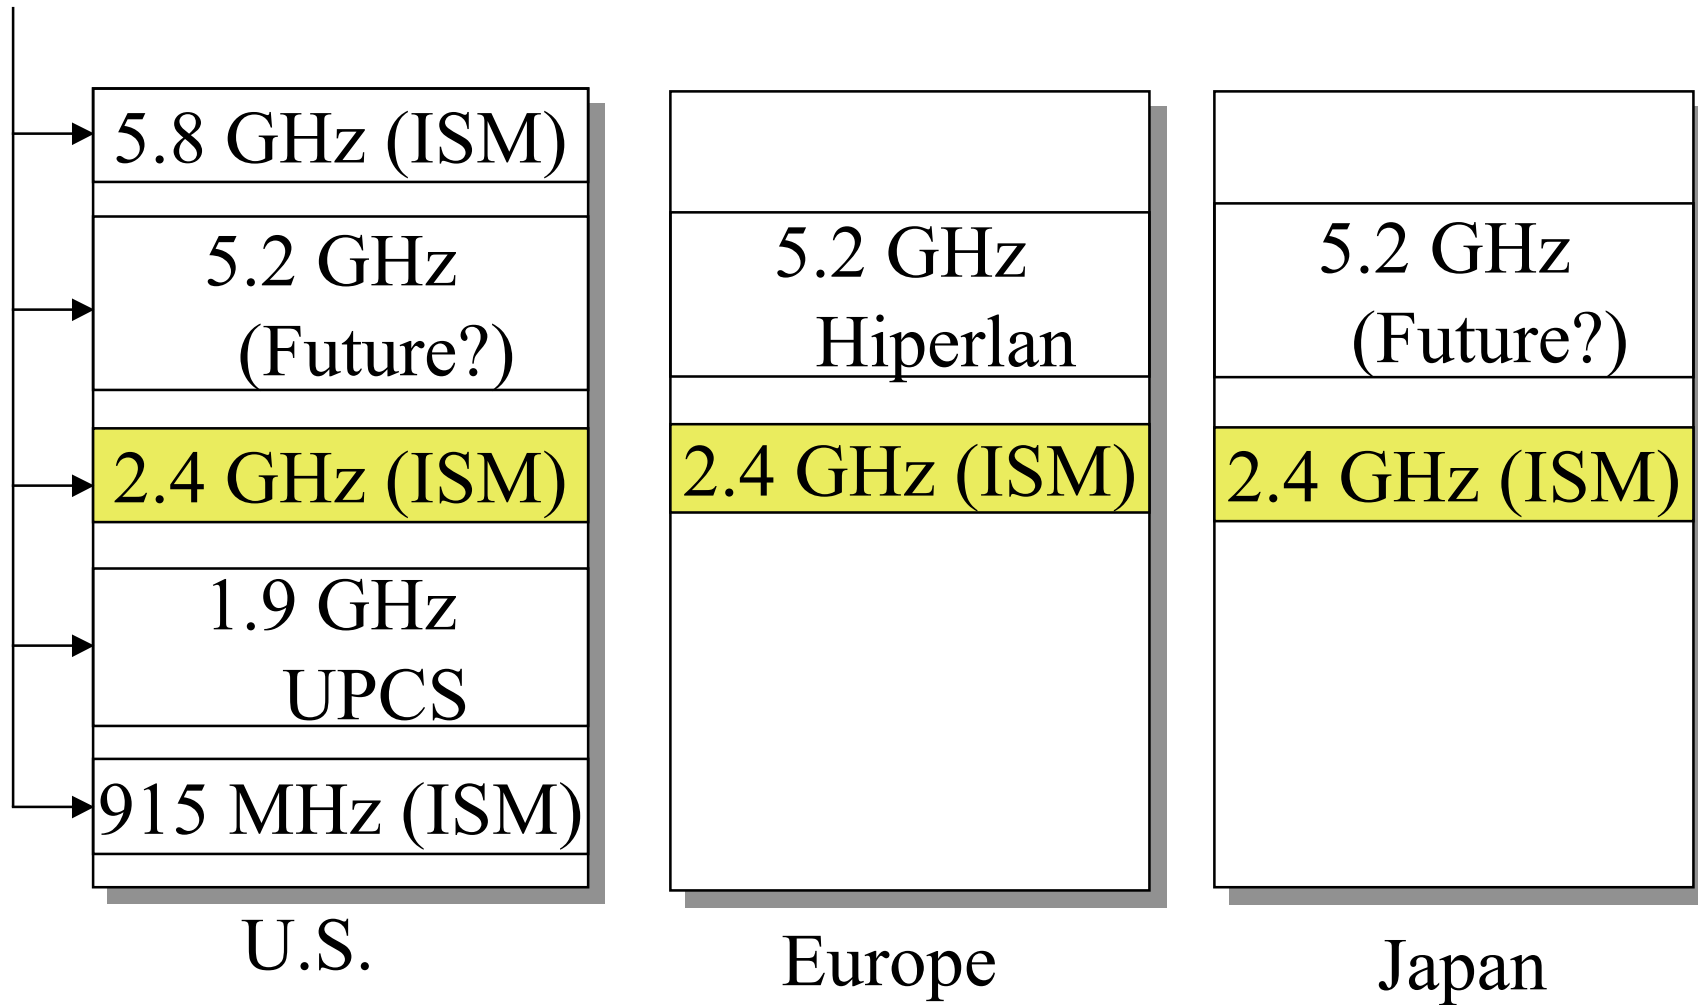 5.8 GHz (ISM)
5.2 GHz
(Future?)
2.4 GHz (ISM)
1.9 GHz
UPCS
915 MHz (ISM)
U.S.
5.2 GHz
Hiperlan
2.4 GHz (ISM)
Europe
5.2 GHz
(Future?)
2.4 GHz (ISM)
Japan